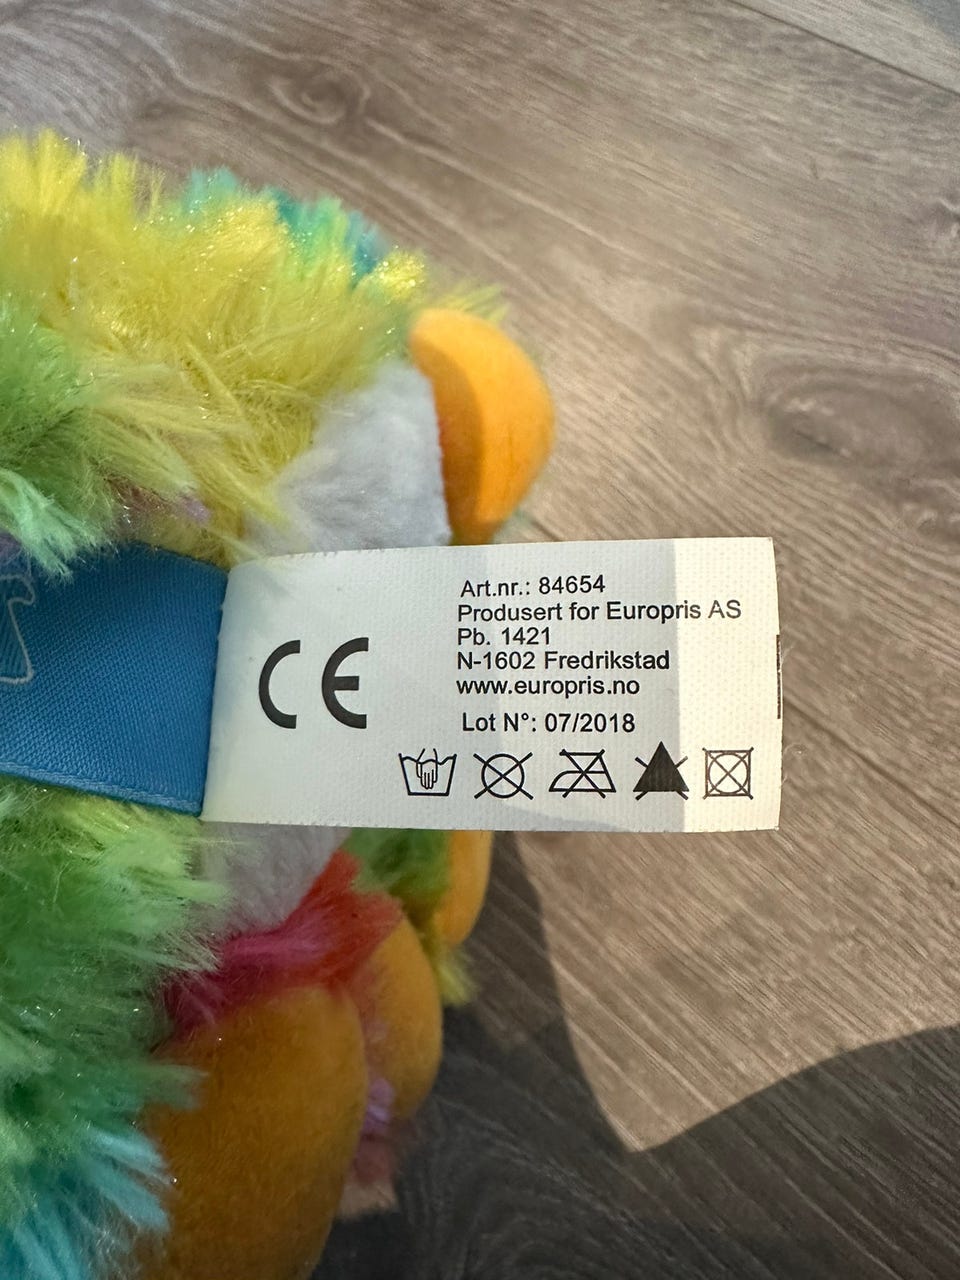 CE
Art.nr.: 84654
Produsert for Europris AS
Pb. 1421
N-1602 Fredrikstad
www.europris.no
Lot N°: 07/2018